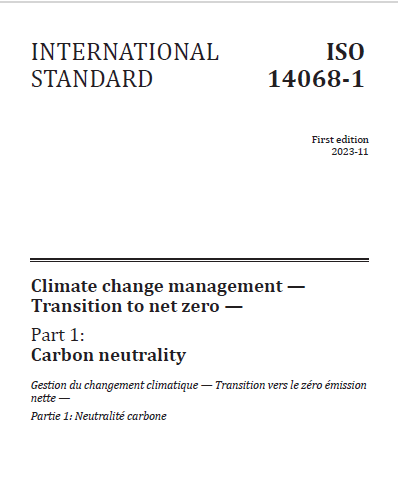 INTERNATIONAL
STANDARD
ISO
14068-1
First edition
2023-11
Climate change management —
Transition to net zero —
Part 1:
Carbon neutrality
Gestion du changement climatique — Transition vers le zéro émission
nette —
Partie 1: Neutralité carbone